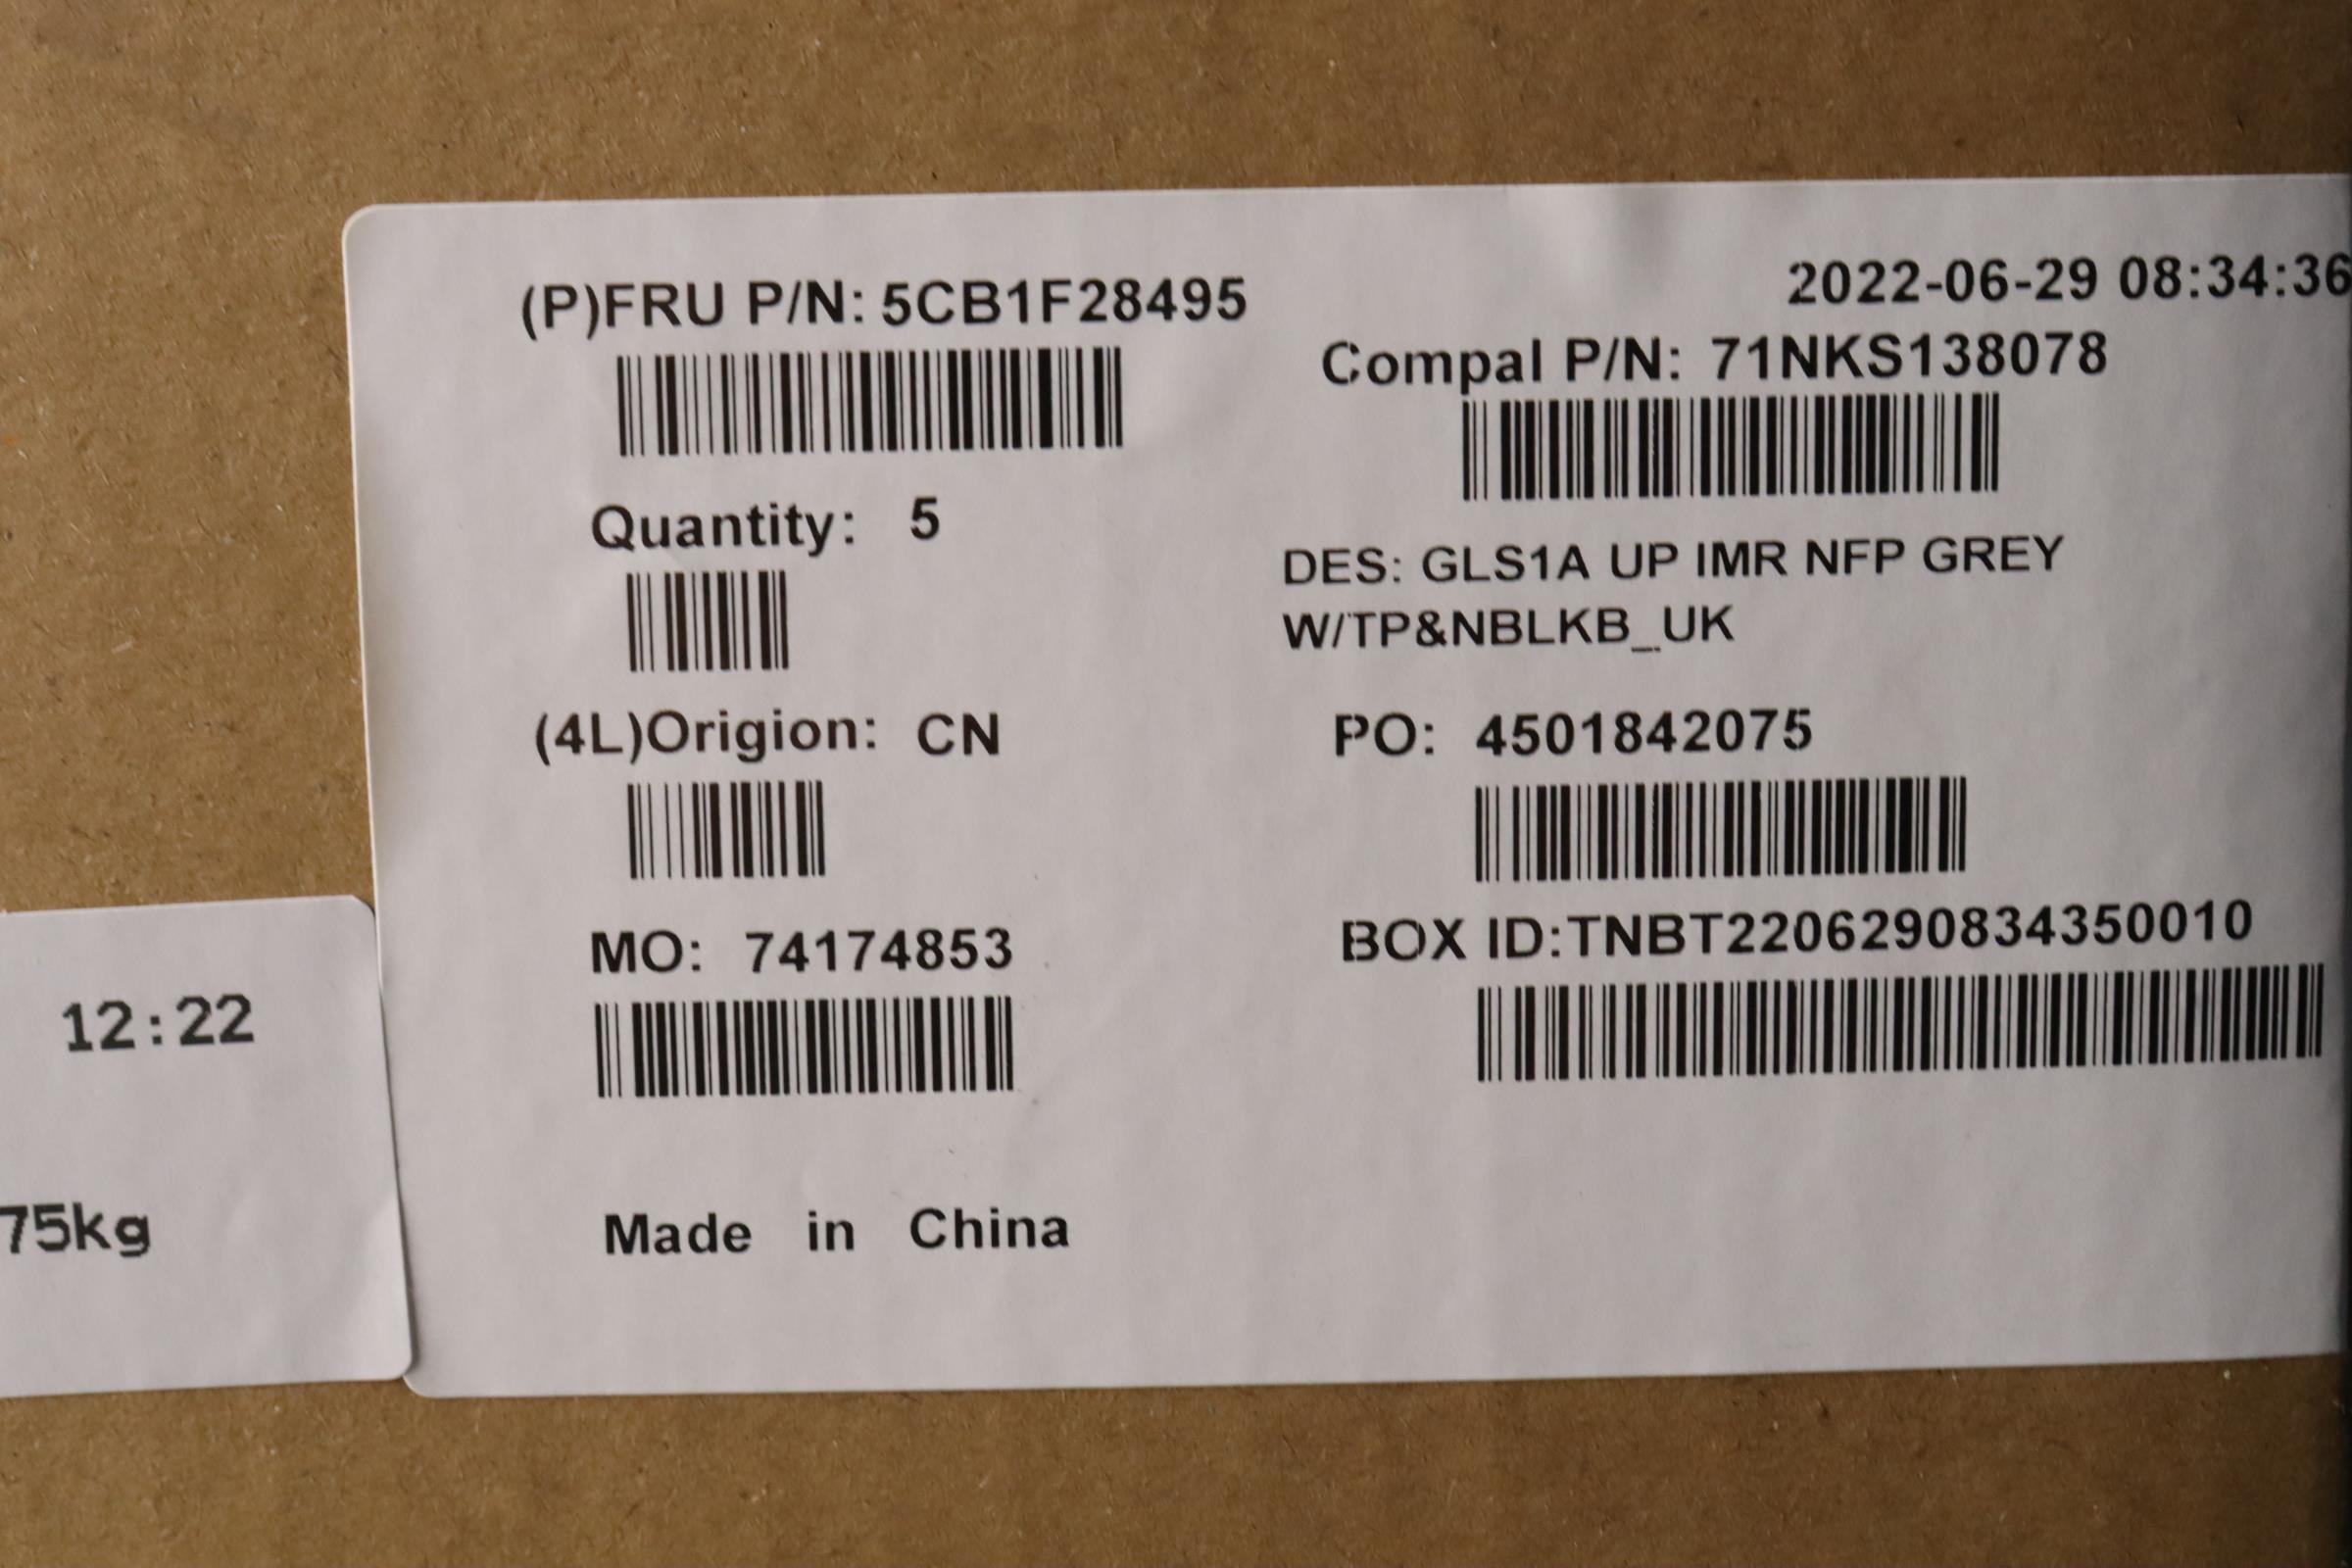 (P)FRU P/N: 5CB1F28495
2022-06-29 08:34:36
Compal P/N: 71NKS138078
Quantity: 5
DES: GLS1A UP IMR NFP GREY
W/TP&NBLKB_UK
(4L)Origion: CN
PO: 4501842075
MO: 74174853
BOX ID:TNBT2206290834350010
Made in China
12:22
75kg